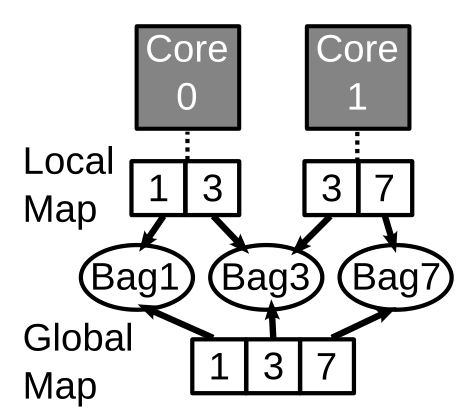 Core
0
Core
1
Local
Map
1 3
3 7
Bag1 Bag3 Bag7
Global
Map
1 3 7